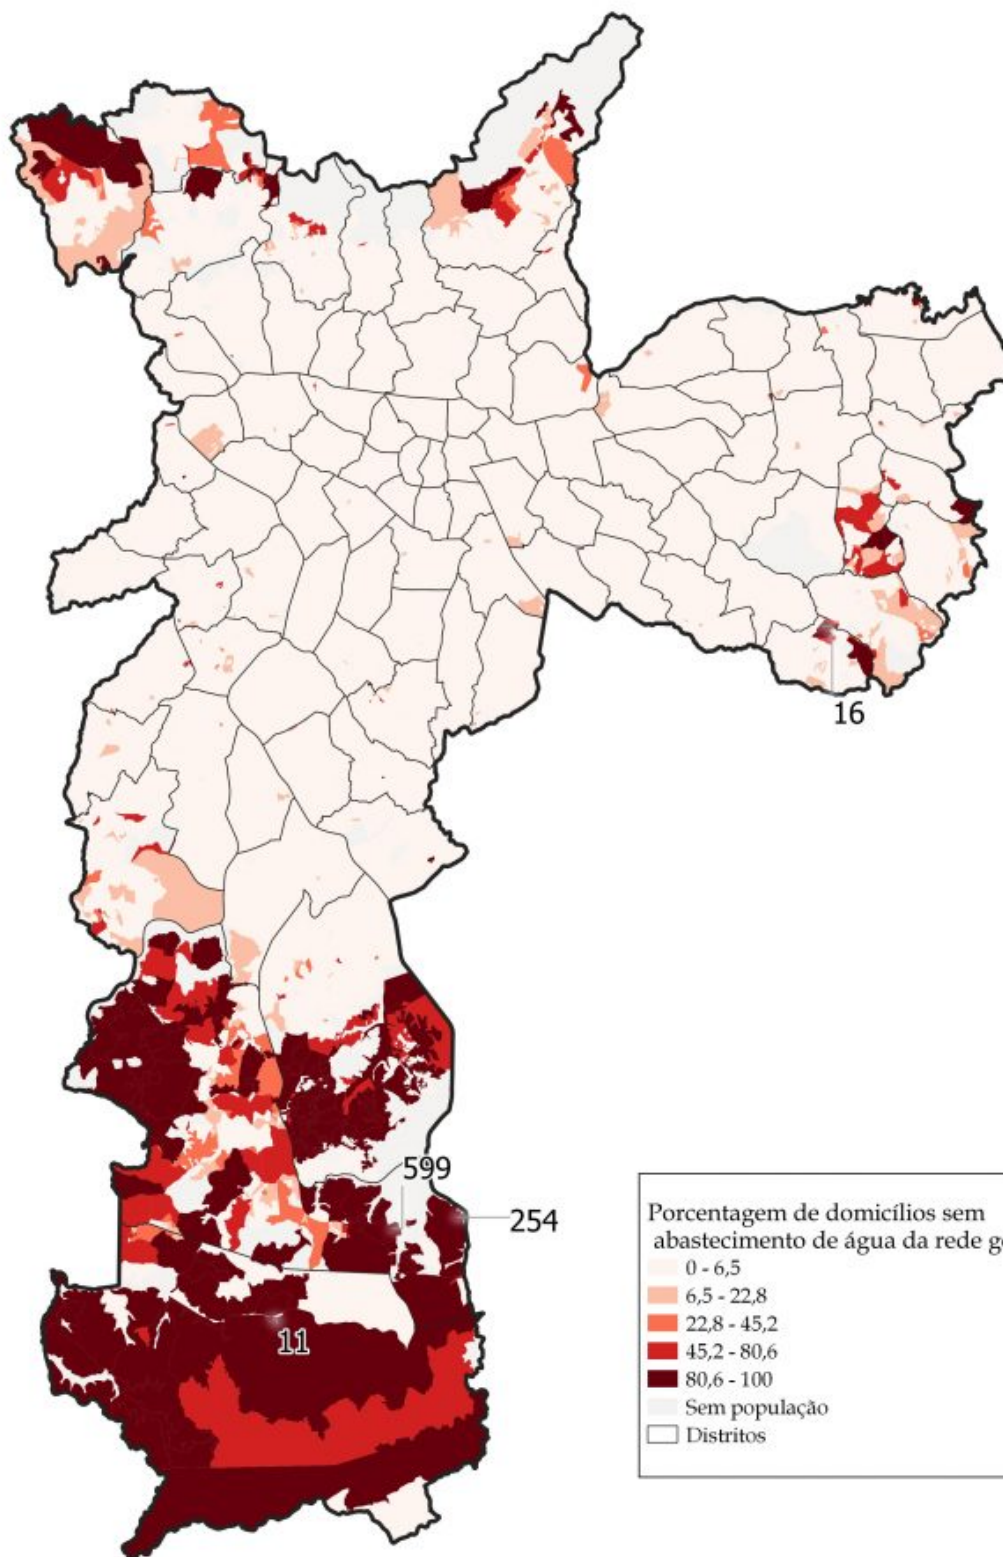 16
599
254
11
Porcentagem de domicílios sem
abastecimento de água da rede
0 - 6,5
6,5 - 22,8
22,8 - 45,2
45,2 - 80,6
80,6 - 100
Sem população
Distritos